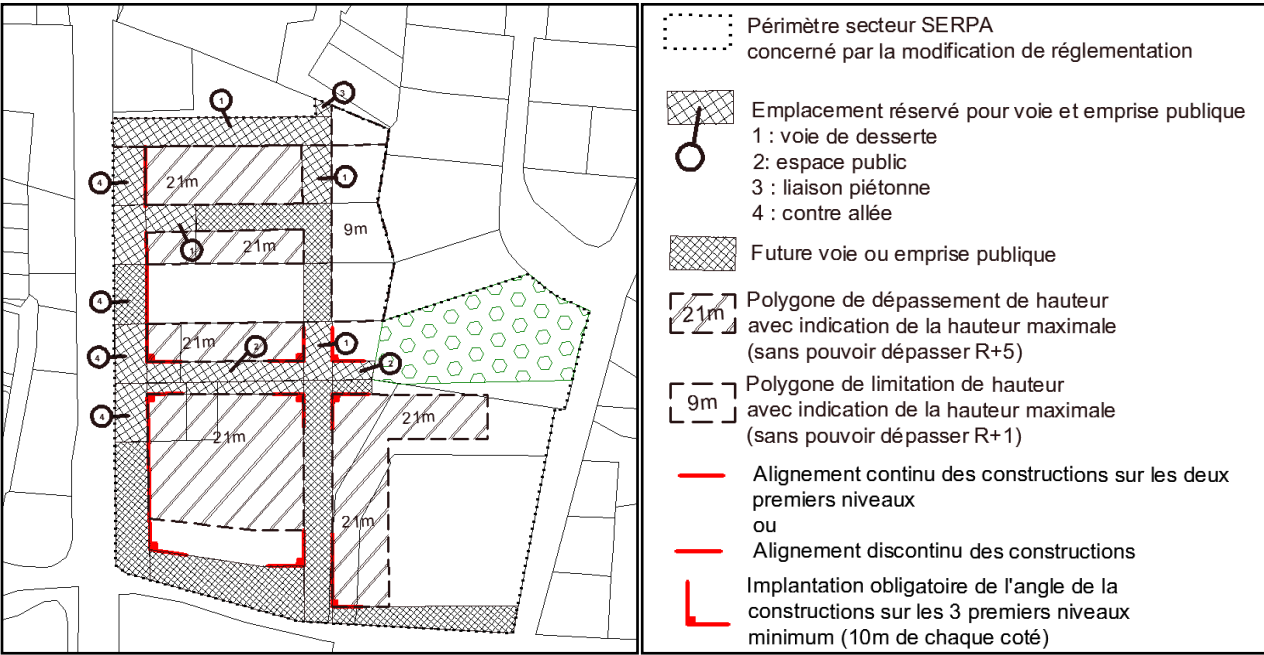 1
3
21m
4
1
1
21m
9m
4
21m
2
1
2
4
4
21m
21m
21m
Périmètre secteur SERPA
concerné par la modification de réglementation
Emplacement réservé pour voie et emprise publique
1 : voie de desserte
2: espace public
3 : liaison piétonne
4 : contre allée
Future voie ou emprise publique
21m
Polygone de dépassement de hauteur
avec indication de la hauteur maximale
(sans pouvoir dépasser R+5)
9m
Polygone de limitation de hauteur
avec indication de la hauteur maximale
(sans pouvoir dépasser R+1)
Alignement continu des constructions sur les deux
premiers niveaux
ou
Alignement discontinu des constructions
Implantation obligatoire de l'angle de la
constructions sur les 3 premiers niveaux
minimum (10m de chaque coté)